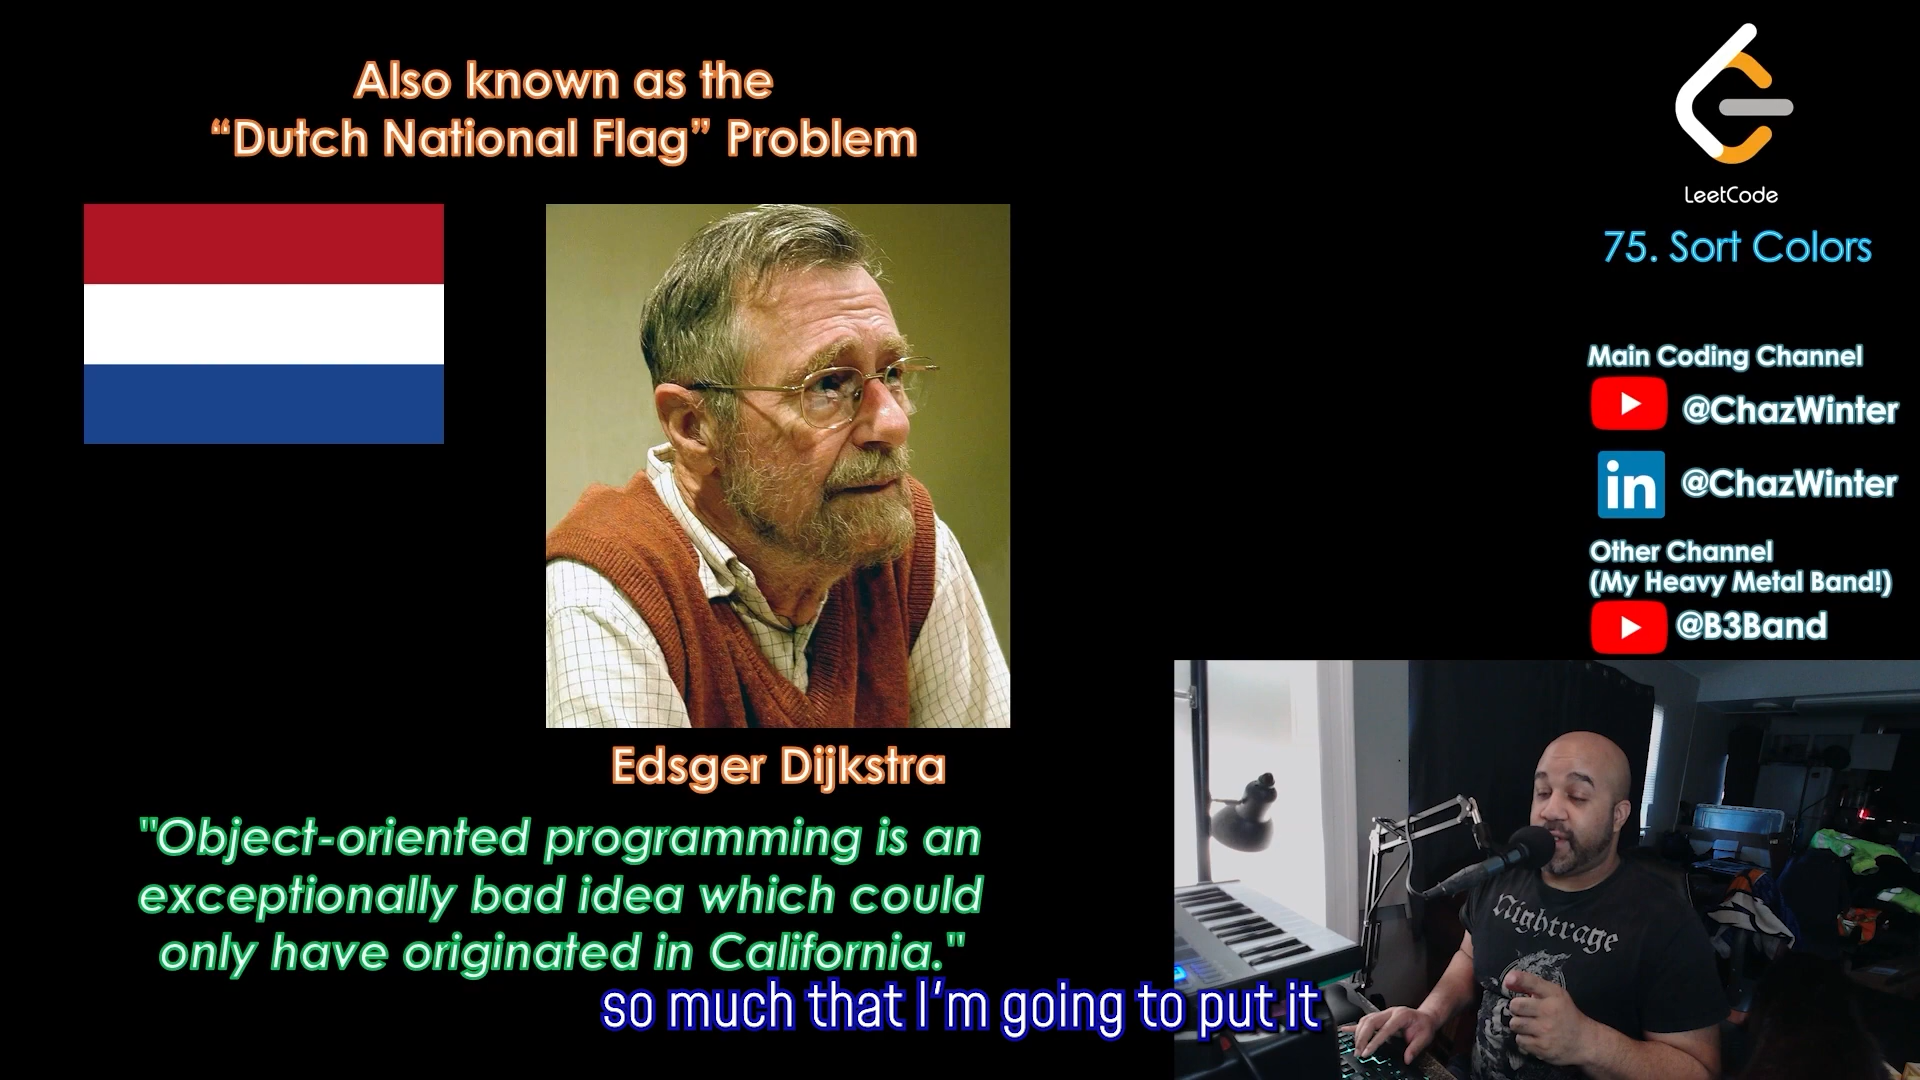 Also known as the
“Dutch National Flag” Problem
Edsger Dijkstra
"Object-oriented programming is an
exceptionally bad idea which could
only have originated in California."
so much that I'm going to put it
LeetCode
75. Sort Colors
Main Coding Channel
@ChazWinter
in @ChazWinter
Other Channel
(My Heavy Metal Band!)
@B3Band
Nightrage